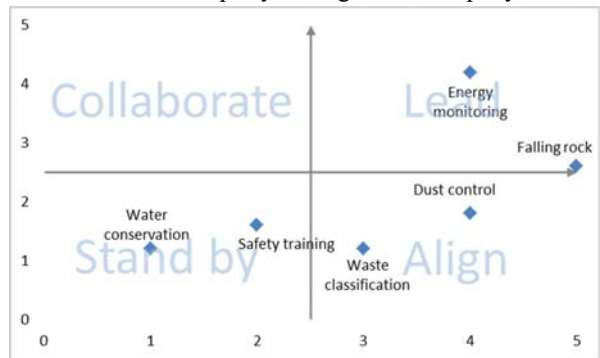 5
4
3
2
1
0
Collaborate
Lead
Energy
monitoring
Falling rock
Dust control
Water
conservation
Safety training
Waste
classification
Stand by
Align
0 1 2 3 4 5